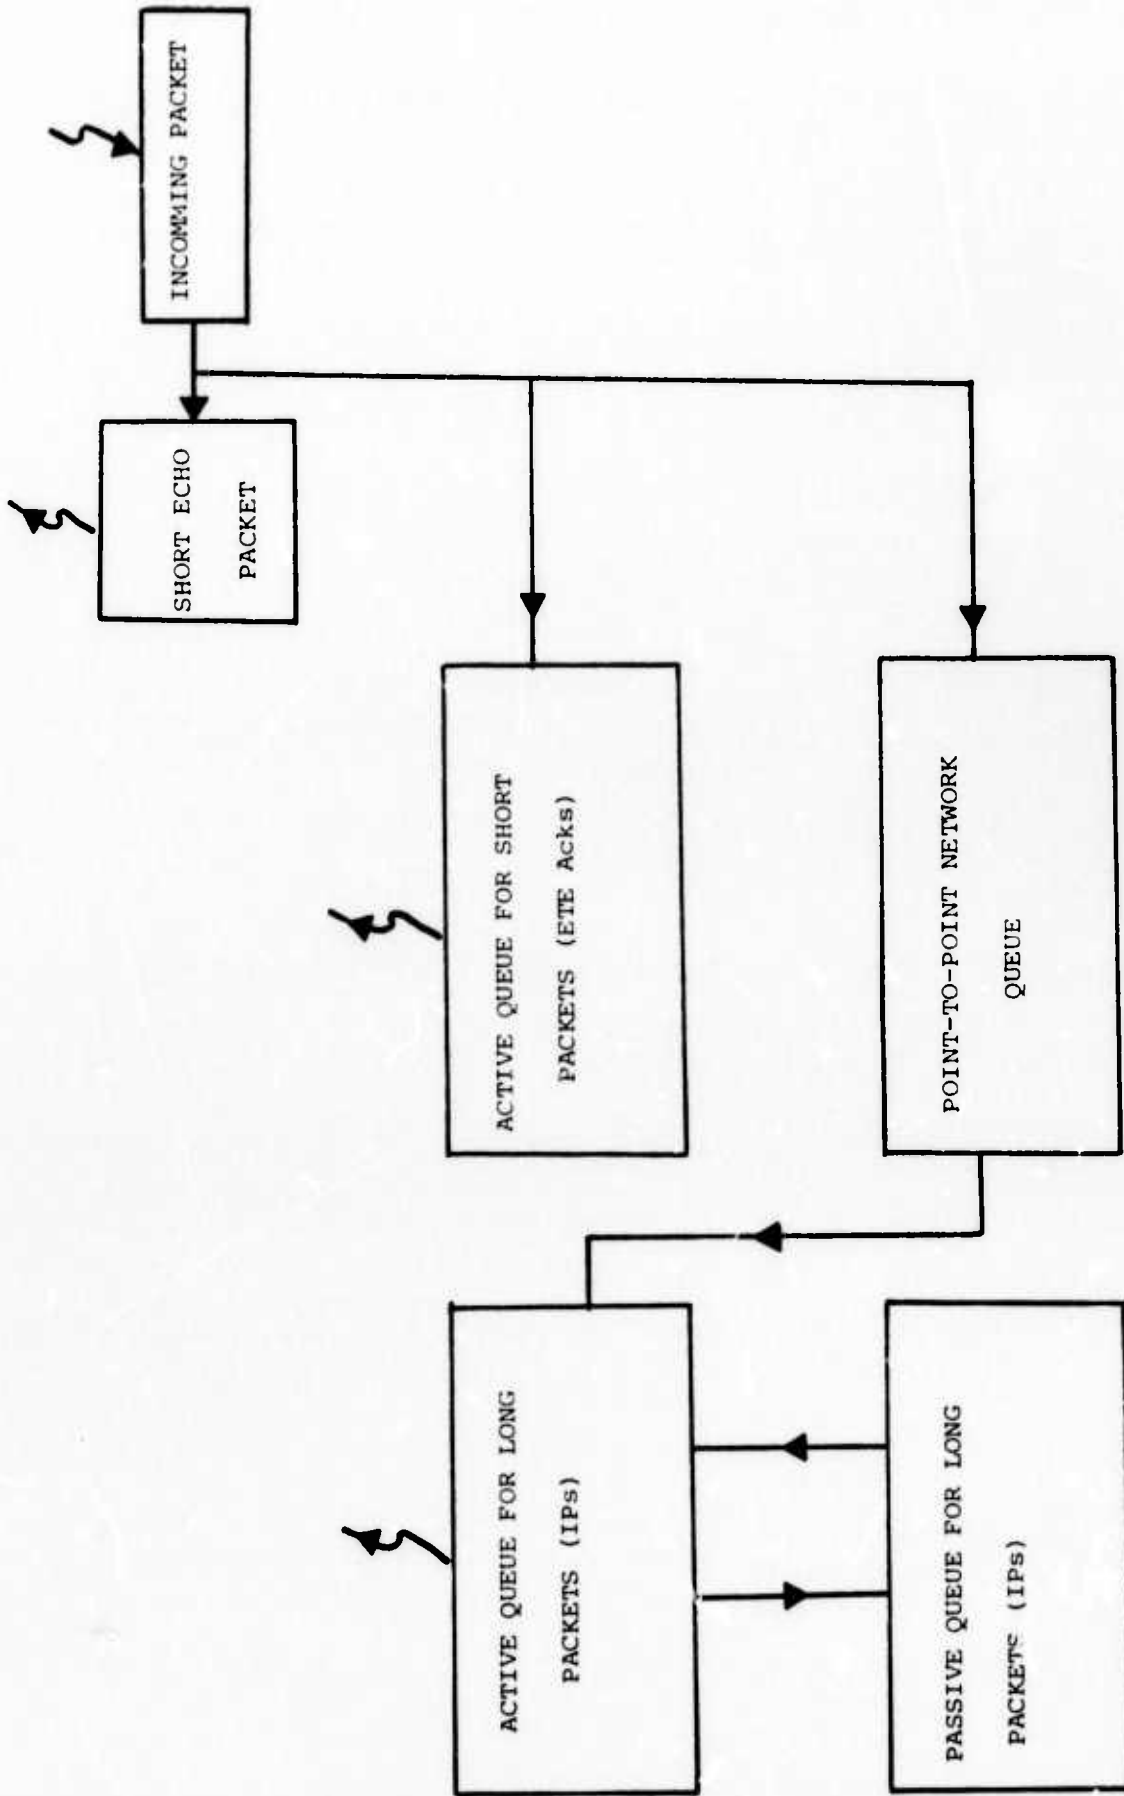 INCOMMING PACKET
SHORT ECHO
PACKET
ACTIVE QUEUE FOR SHORT
PACKETS (ETE Acks)
POINT-TO-POINT NETWORK
QUEUE
ACTIVE QUEUE FOR LONG
PACKETS (IPs)
PASSIVE QUEUE FOR LONG
PACKETS (IPs)